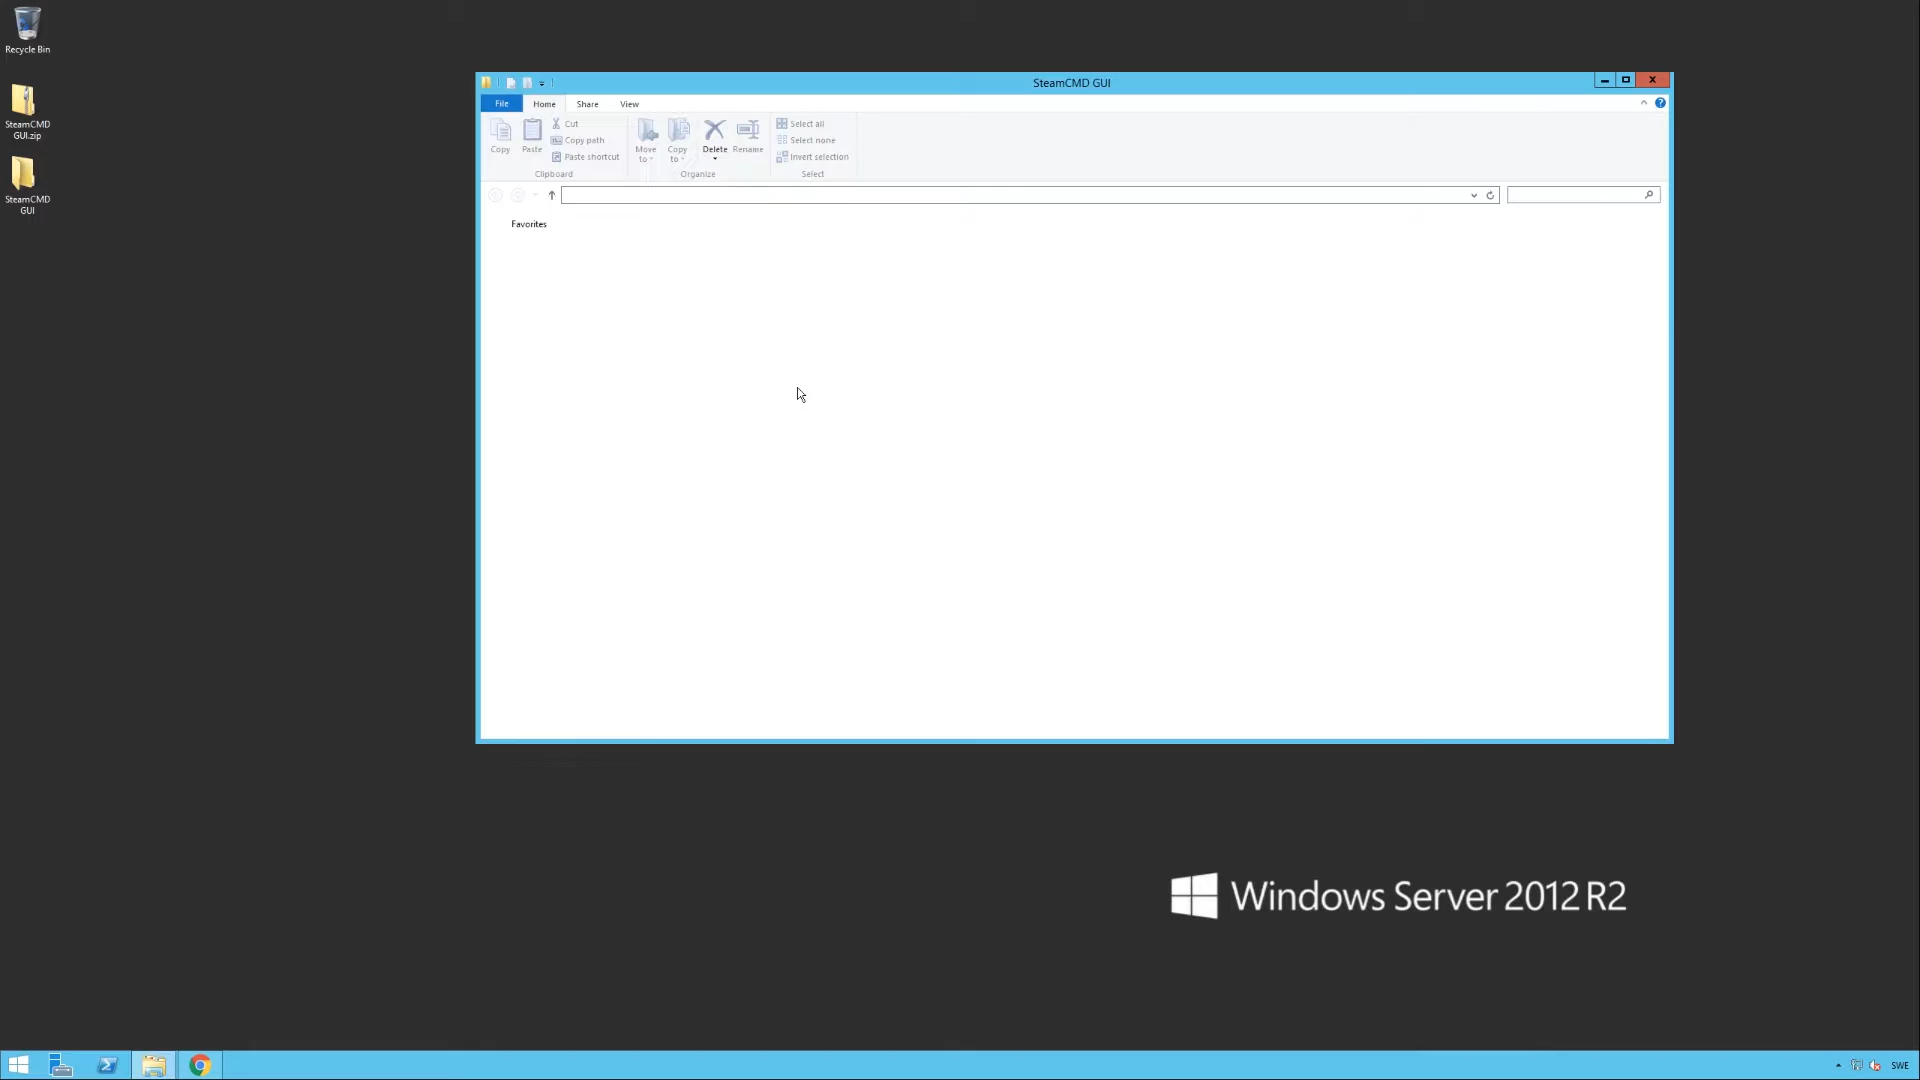 Recycle Bin
SteamCMD
GUI.zip
SteamCMD
GUI
SteamCMD GUI
File
Home
Share
View
Copy
Paste
Cut
Copy path
Paste shortcut
Clipboard
Move
to
Copy
to
Delete
Rename
Organize
Select all
Select none
Invert selection
Select
Favorites
Windows Server 2012 R2
SWE